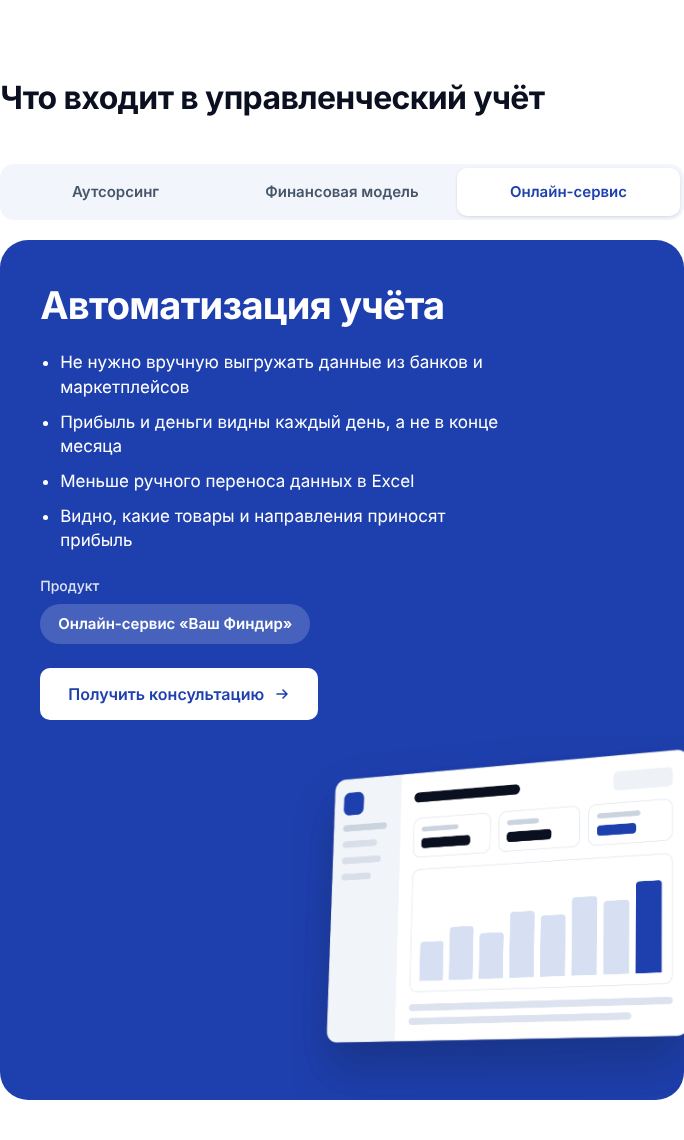 Что входит в управленческий учёт
Аутсорсинг
Финансовая модель
Онлайн-сервис
Автоматизация учёта
• Не нужно вручную выгружать данные из банков и
маркетплейсов
• Прибыль и деньги видны каждый день, а не в конце
месяца
• Меньше ручного переноса данных в Excel
• Видно, какие товары и направления приносят
прибыль
Продукт
Онлайн-сервис «Ваш Финдир»
Получить консультацию →